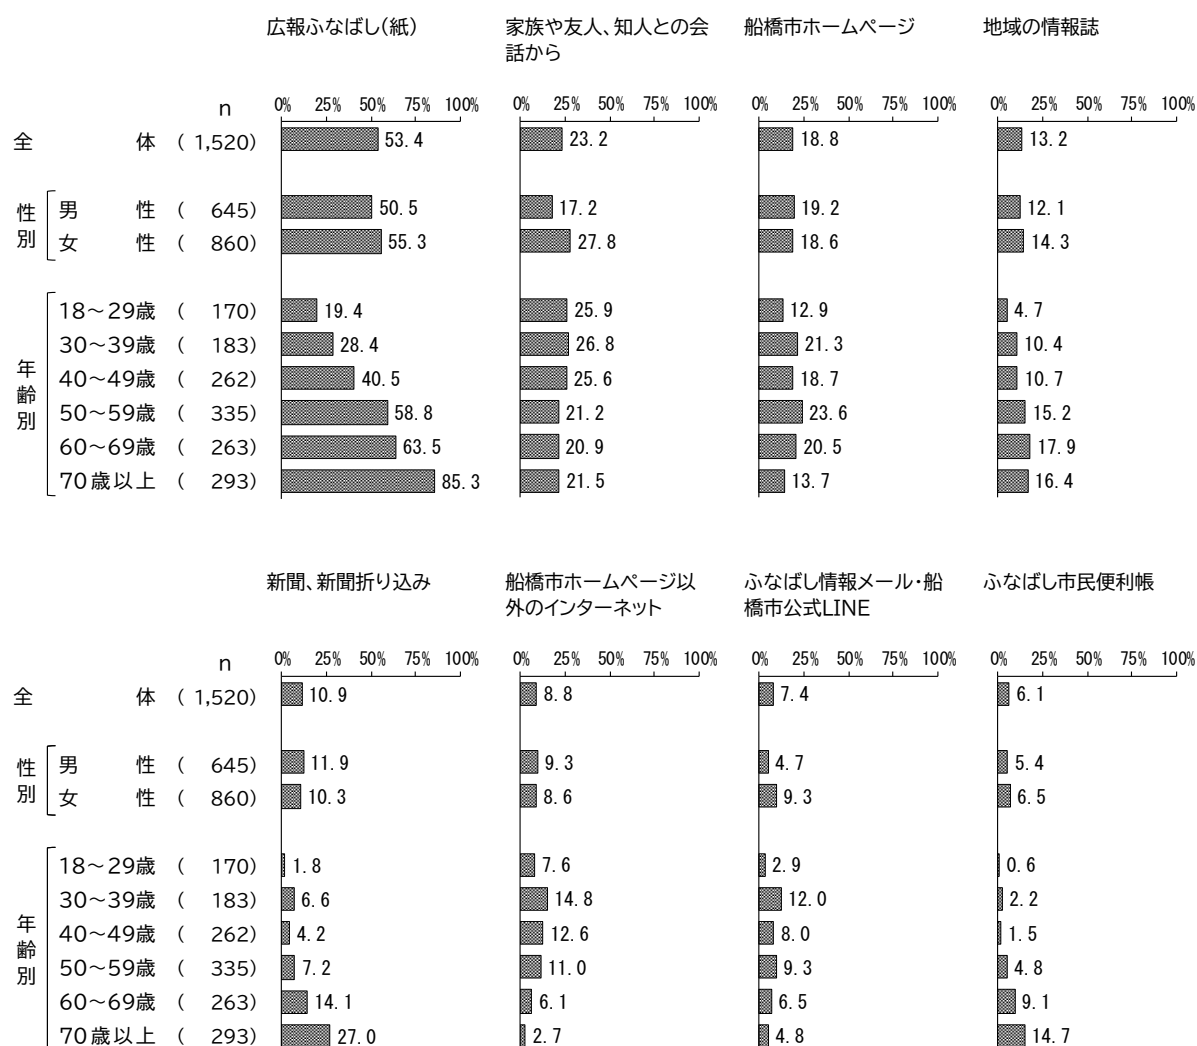 広報ふなばし(紙) 家族や友人、知人との会話から 船橋市ホームページ 地域の情報誌
n 0% 25% 50% 75% 100% 0% 25% 50% 75% 100% 0% 25% 50% 75% 100% 0% 25% 50% 75% 100%
全体 (1,520) 53.4 23.2 18.8 13.2
性別
男性 (645) 50.5 17.2 19.2 12.1
女性 (860) 55.3 27.8 18.6 14.3
年齢別
18～29歳 (170) 19.4 25.9 12.9 4.7
30～39歳 (183) 28.4 26.8 21.3 10.4
40～49歳 (262) 40.5 25.6 18.7 10.7
50～59歳 (335) 58.8 21.2 23.6 15.2
60～69歳 (263) 63.5 20.9 20.5 17.9
70歳以上 (293) 85.3 21.5 13.7 16.4
新聞、新聞折り込み 船橋市ホームページ以外のインターネット ふなばし情報メール・船橋市公式LINE ふなばし市民便利帳
n 0% 25% 50% 75% 100% 0% 25% 50% 75% 100% 0% 25% 50% 75% 100% 0% 25% 50% 75% 100%
全体 (1,520) 10.9 8.8 7.4 6.1
性別
男性 (645) 11.9 9.3 4.7 5.4
女性 (860) 10.3 8.6 9.3 6.5
年齢別
18～29歳 (170) 1.8 7.6 2.9 0.6
30～39歳 (183) 6.6 14.8 12.0 2.2
40～49歳 (262) 4.2 12.6 8.0 1.5
50～59歳 (335) 7.2 11.0 9.3 4.8
60～69歳 (263) 14.1 6.1 6.5 9.1
70歳以上 (293) 27.0 2.7 4.8 14.7